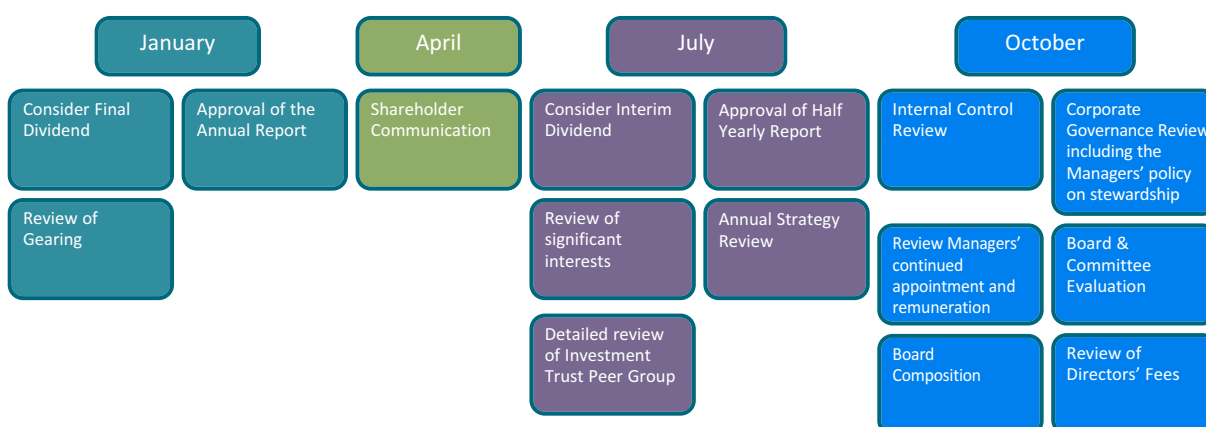 January
April
July
October
Consider Final
Dividend
Approval of the
Annual Report
Shareholder
Communication
Consider Interim
Dividend
Approval of Half
Yearly Report
Internal Control
Review
Corporate
Governance Review
including the
Managers’ policy
on stewardship
Review of
Gearing
Review of
significant
interests
Annual Strategy
Review
Review Managers’
continued
appointment and
remuneration
Board &
Committee
Evaluation
Detailed review
of Investment
Trust Peer Group
Board
Composition
Review of
Directors’ Fees